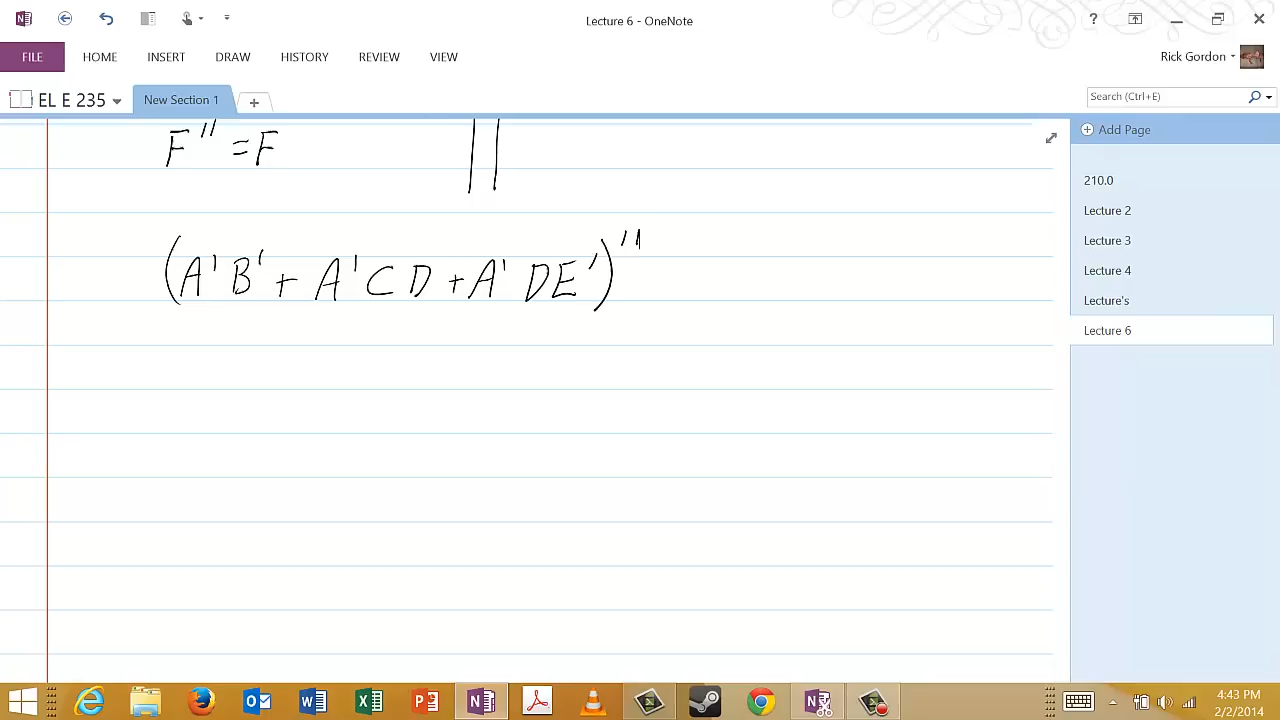 Lecture 6 - OneNote
?
FILE HOME INSERT DRAW HISTORY REVIEW VIEW
Rick Gordon
EL E 235
New Section 1
Search (Ctrl+E)
Add Page
210.0
Lecture 2
Lecture 3
Lecture 4
Lecture's
Lecture 6
F'' = F
(A'B' + A'CD + A'DE')''
4:43 PM
2/2/2014